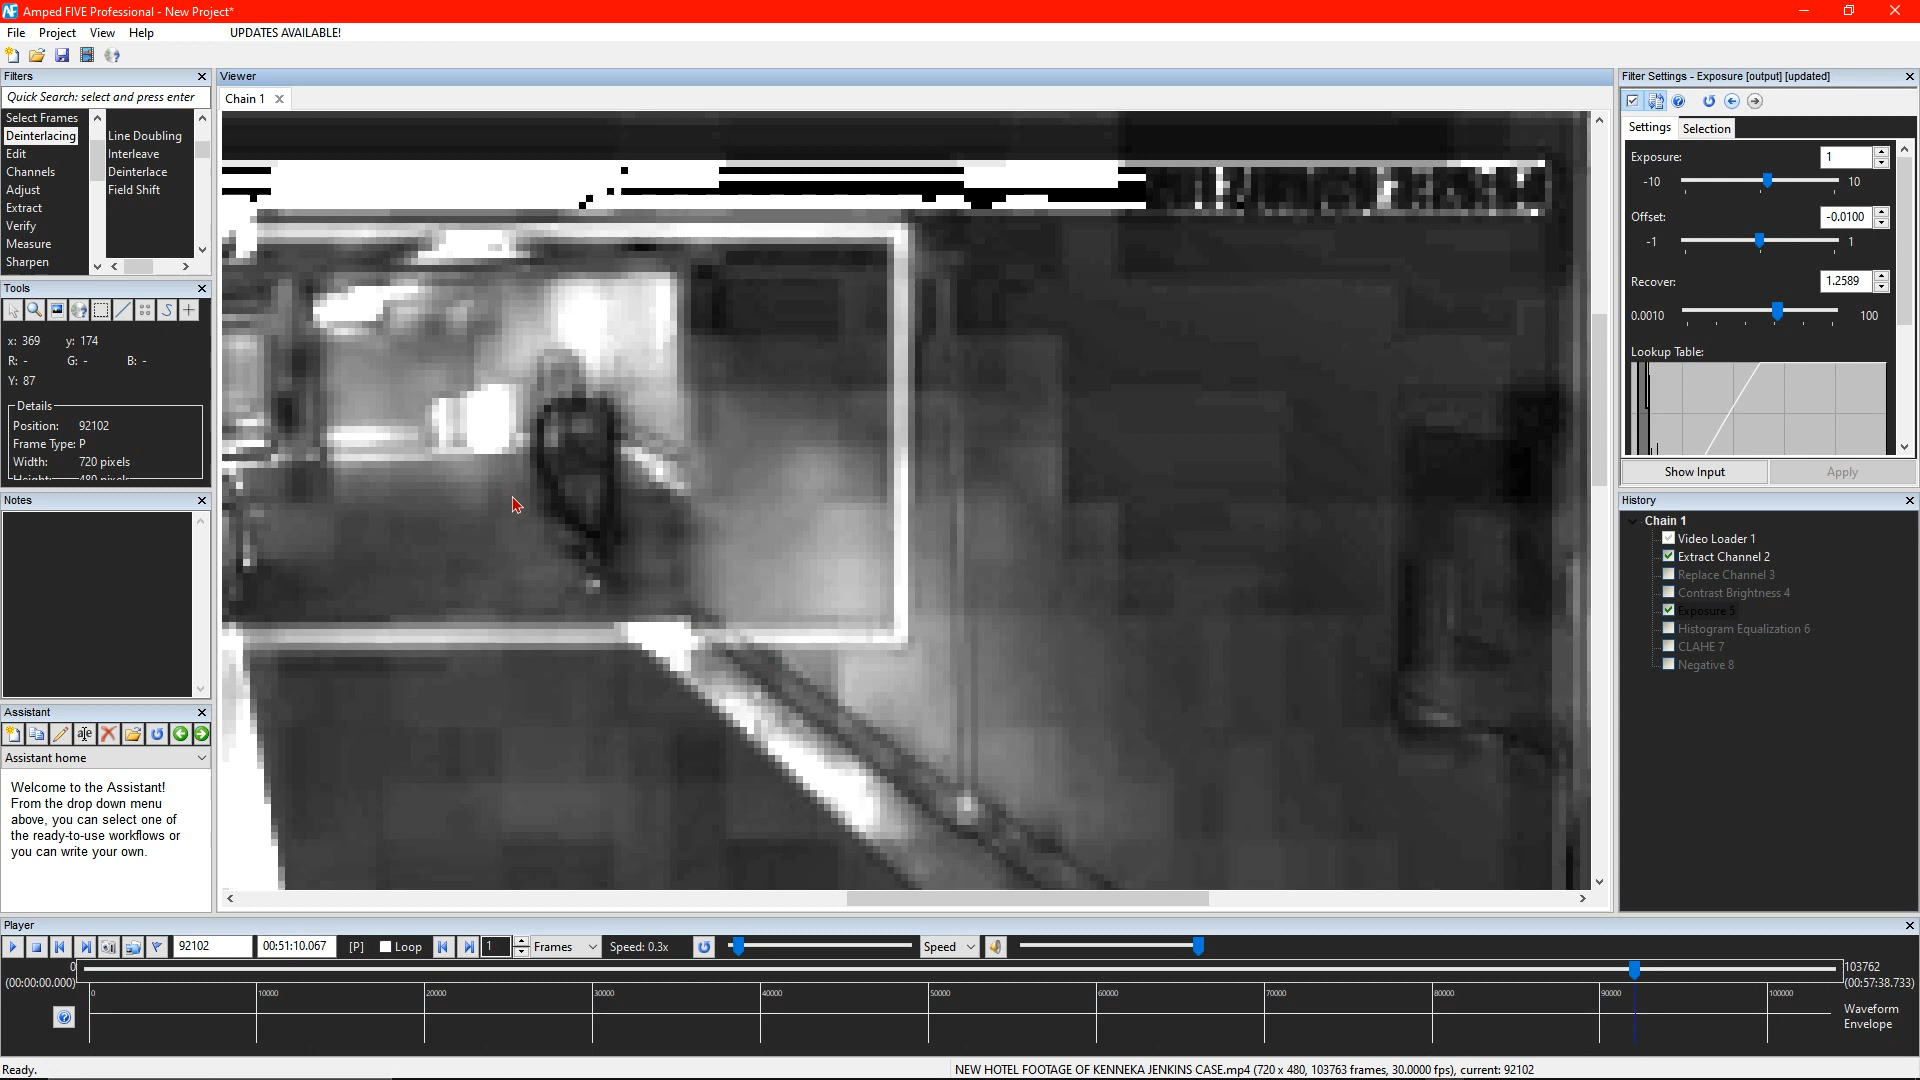 Amped FIVE Professional - New Project*
File Project View Help UPDATES AVAILABLE!
Filters
Quick Search: select and press enter
Select Frames
Deinterlacing
Edit
Channels
Adjust
Extract
Verify
Measure
Sharpen
Line Doubling
Interleave
Deinterlace
Field Shift
Tools
x: 369 y: 174
R: - G: - B: -
Y: 87
Details
Position: 92102
Frame Type: P
Width: 720 pixels
Height: 480 pixels
Notes
Assistant
Assistant home
Welcome to the Assistant!
From the drop down menu
above, you can select one of
the ready-to-use workflows or
you can write your own.
Viewer
Chain 1
Filter Settings - Exposure [output] [updated]
Settings Selection
Exposure: 1
-10 10
Offset: -0.0100
-1 1
Recover: 1.2589
0.0010 100
Lookup Table:
Show Input Apply
History
Chain 1
Video Loader 1
Extract Channel 2
Replace Channel 3
Contrast Brightness 4
Exposure 5
Histogram Equalization 6
CLAHE 7
Negative 8
Player
92102 00:51:10.067 [P] Loop 1 Frames Speed: 0.3x Speed
0 103762
(00:00:00.000) (00:57:38.733)
0 10000 20000 30000 40000 50000 60000 70000 80000 90000 100000
Waveform
Envelope
Ready. NEW HOTEL FOOTAGE OF KENNEKA JENKINS CASE.mp4 (720 x 480, 103763 frames, 30.0000 fps), current: 92102